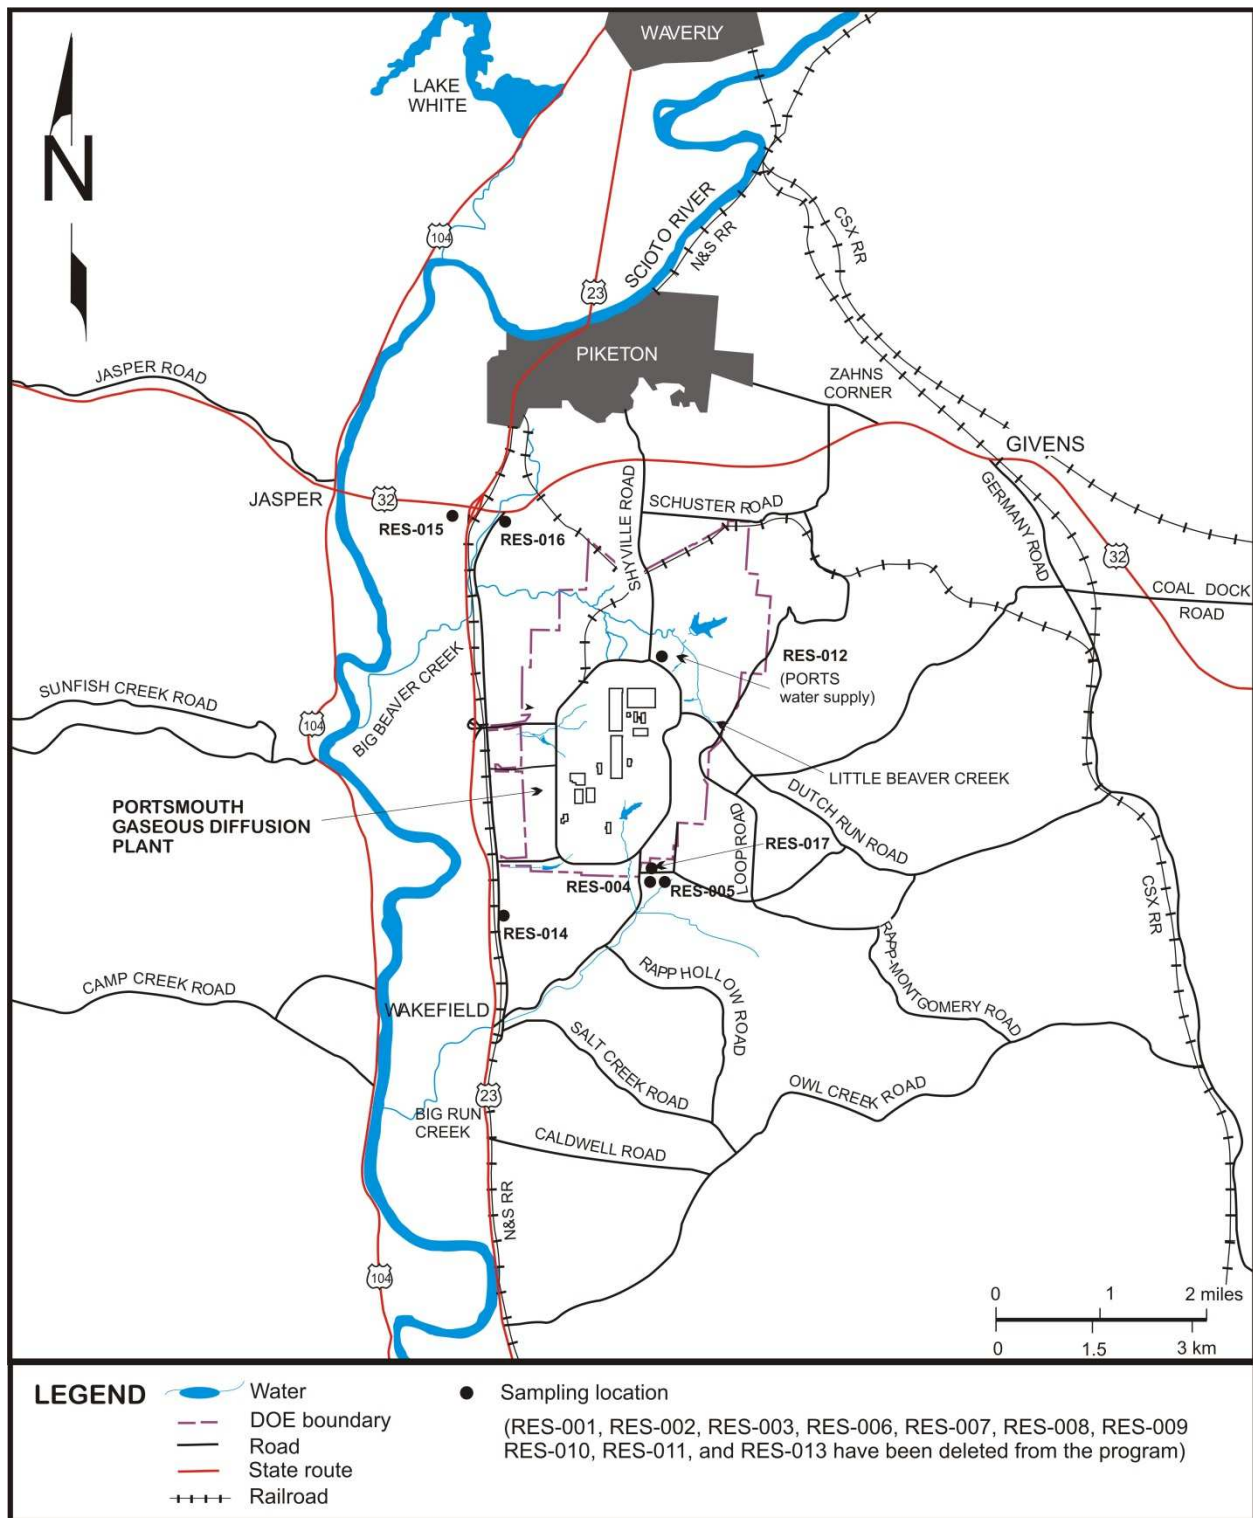 WAVERLY
LAKE
WHITE
N
104
SCIOTO RIVER
N&S RR
CSX RR
23
PIKETON
JASPER ROAD
ZAHNS
CORNER
GIVENS
JASPER
32
RES-015
RES-016
SHYVILLE ROAD
SCHUSTER ROAD
GERMANY ROAD
32
COAL DOCK
ROAD
RES-012
(PORTS
water supply)
SUNFISH CREEK ROAD
104
BIG BEAVER CREEK
LITTLE BEAVER CREEK
PORTSMOUTH
GASEOUS DIFFUSION
PLANT
DUTCH RUN ROAD
LOOP ROAD
RES-017
RES-004
RES-005
RES-014
CSX RR
RAPP-MONTGOMERY ROAD
RAPP HOLLOW ROAD
CAMP CREEK ROAD
WAKEFIELD
SALT CREEK ROAD
OWL CREEK ROAD
23
BIG RUN
CREEK
CALDWELL ROAD
N&S RR
104
0 1 2 miles
0 1.5 3 km
LEGEND
Water
DOE boundary
Road
State route
Railroad
Sampling location
(RES-001, RES-002, RES-003, RES-006, RES-007, RES-008, RES-009
RES-010, RES-011, and RES-013 have been deleted from the program)